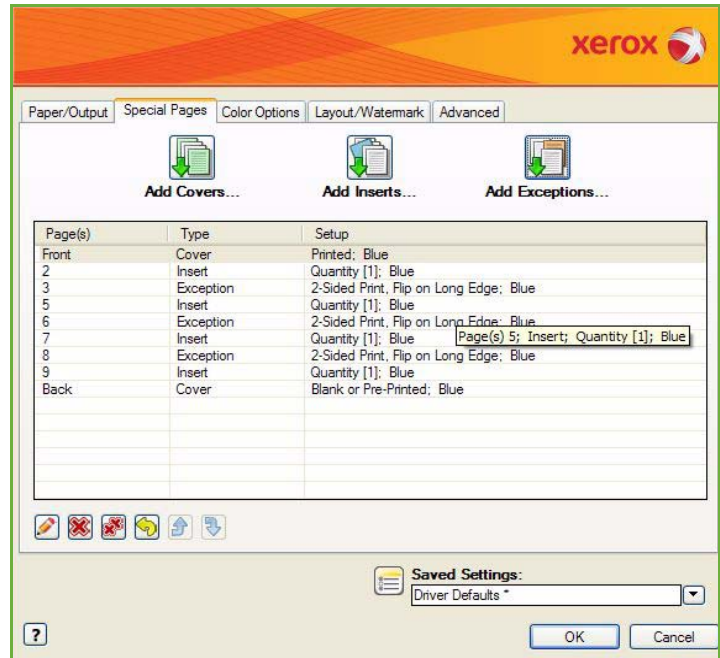 xerox
Paper/Output Special Pages Color Options Layout/Watermark Advanced
Add Covers... Add Inserts... Add Exceptions...
Page(s) Type Setup
Front Cover Printed; Blue
2 Insert Quantity [1]; Blue
3 Exception 2-Sided Print, Flip on Long Edge; Blue
5 Insert Quantity [1]; Blue
6 Exception 2-Sided Print, Flip on Long Edge; Blue
7 Insert Quantity [1]; Blue Page(s) 5; Insert; Quantity [1]; Blue
8 Exception 2-Sided Print, Flip on Long Edge; Blue
9 Insert Quantity [1]; Blue
Back Cover Blank or Pre-Printed; Blue
Saved Settings:
Driver Defaults *
? OK Cancel